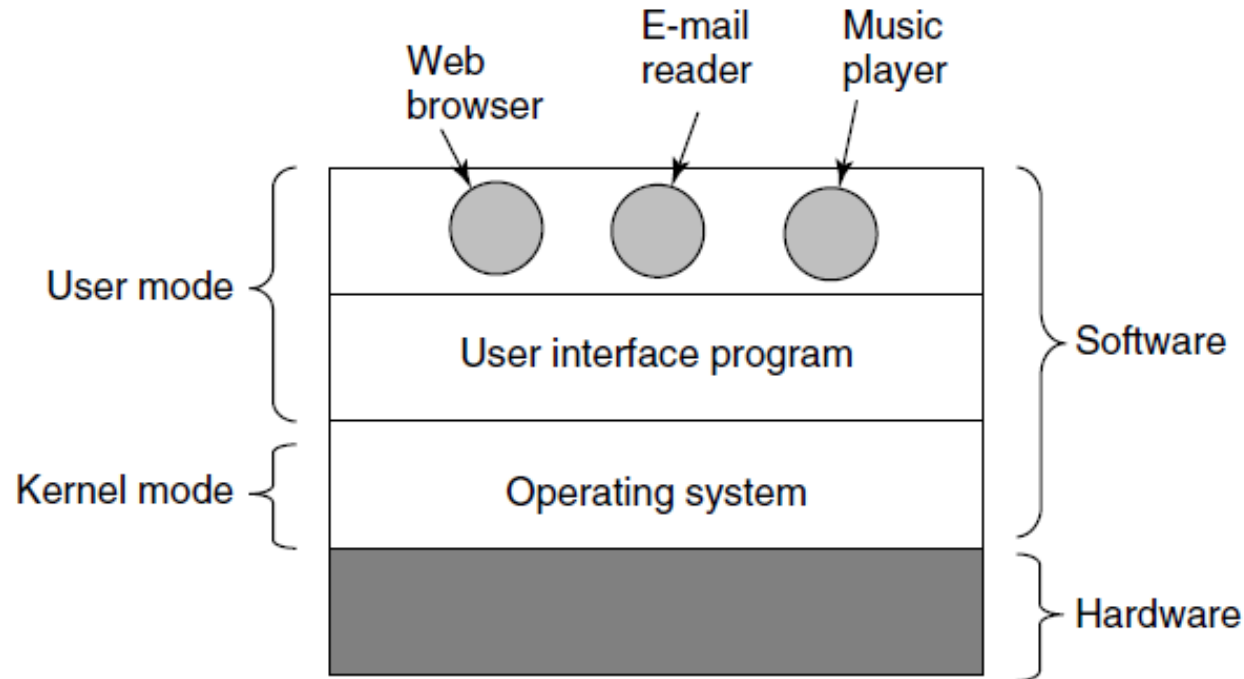 Web
browser
E-mail
reader
Music
player
User mode
User interface program
Software
Kernel mode
Operating system
Hardware